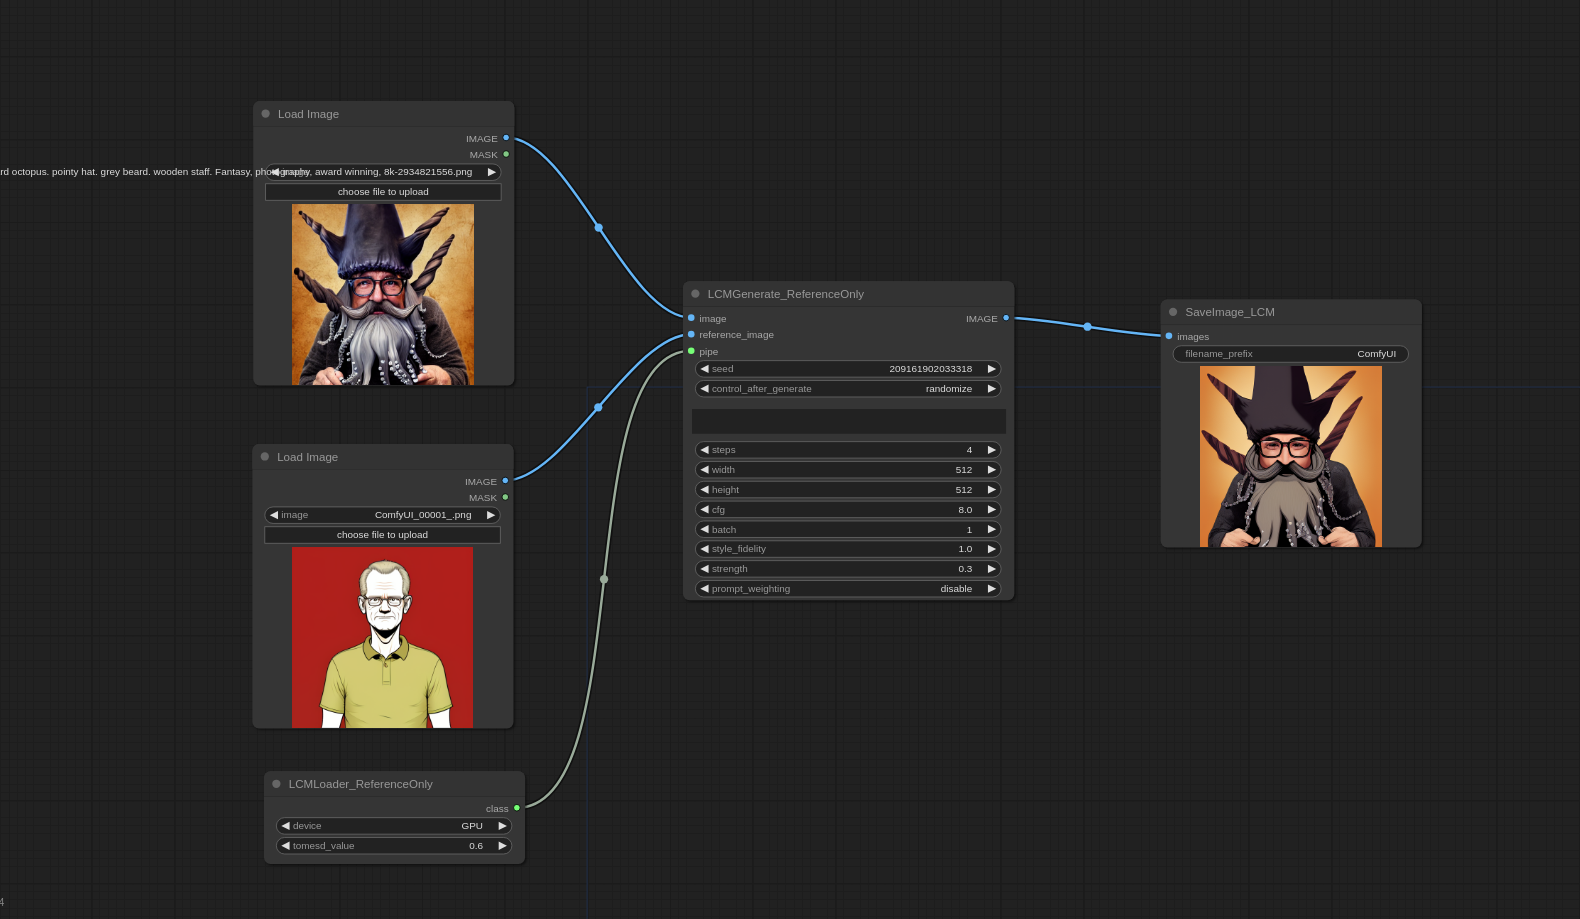 Load Image
IMAGE
MASK
rd octopus. pointy hat. grey beard. wooden staff. Fantasy, photography, award winning, 8k-2934821556.png
choose file to upload
Load Image
IMAGE
MASK
image ComfyUI_00001_.png
choose file to upload
LCMLoader_ReferenceOnly
class
device GPU
tomesd_value 0.6
LCMGenerate_ReferenceOnly
image IMAGE
reference_image
pipe
seed 209161902033318
control_after_generate randomize
steps 4
width 512
height 512
cfg 8.0
batch 1
style_fidelity 1.0
strength 0.3
prompt_weighting disable
SaveImage_LCM
images
filename_prefix ComfyUI
4